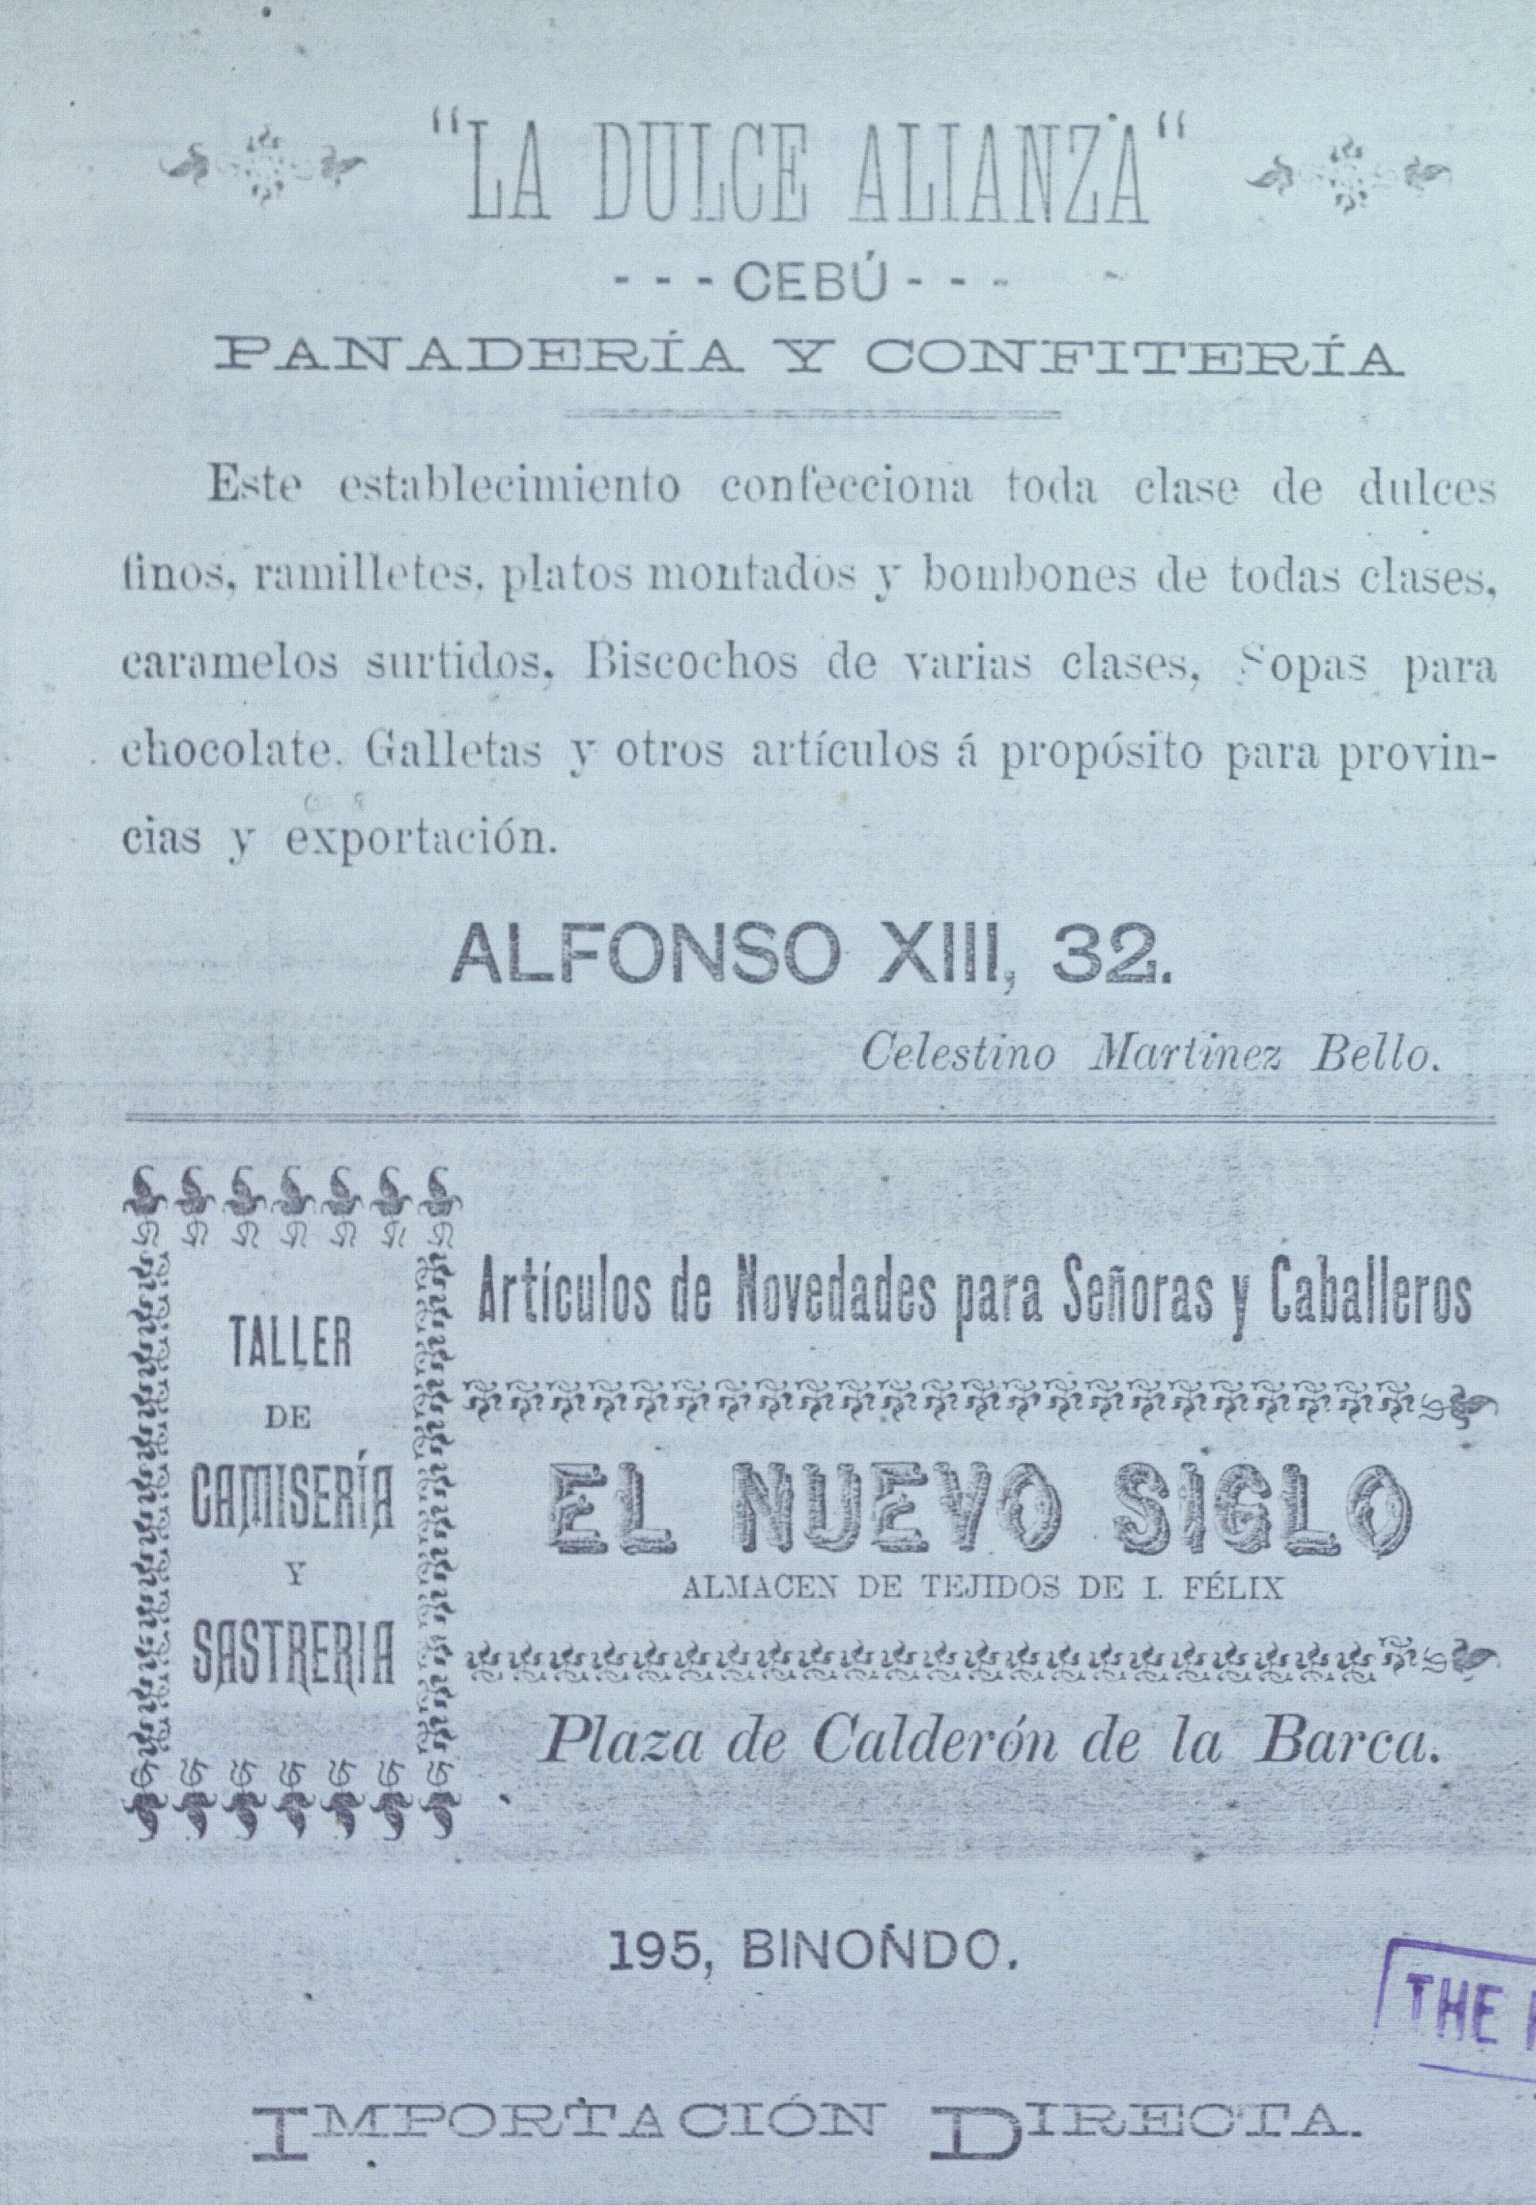 "LA DULCE ALIANZA"
- - - CEBÚ - - -
PANADERÍA Y CONFITERÍA
Este establecimiento confecciona toda clase de dulces
finos, ramilletes, platos montados y bombones de todas clases,
caramelos surtidos, Biscochos de varias clases, Sopas para
chocolate. Galletas y otros artículos á propósito para provin-
cias y exportación.
ALFONSO XIII, 32.
Celestino Martinez Bello.
TALLER
DE
CAMISERÍA
Y
SASTRERIA
Artículos de Novedades para Señoras y Caballeros
EL NUEVO SIGLO
ALMACEN DE TEJIDOS DE I. FÉLIX
Plaza de Calderón de la Barca.
195, BINONDO.
THE
IMPORTACIÓN DIRECTA.